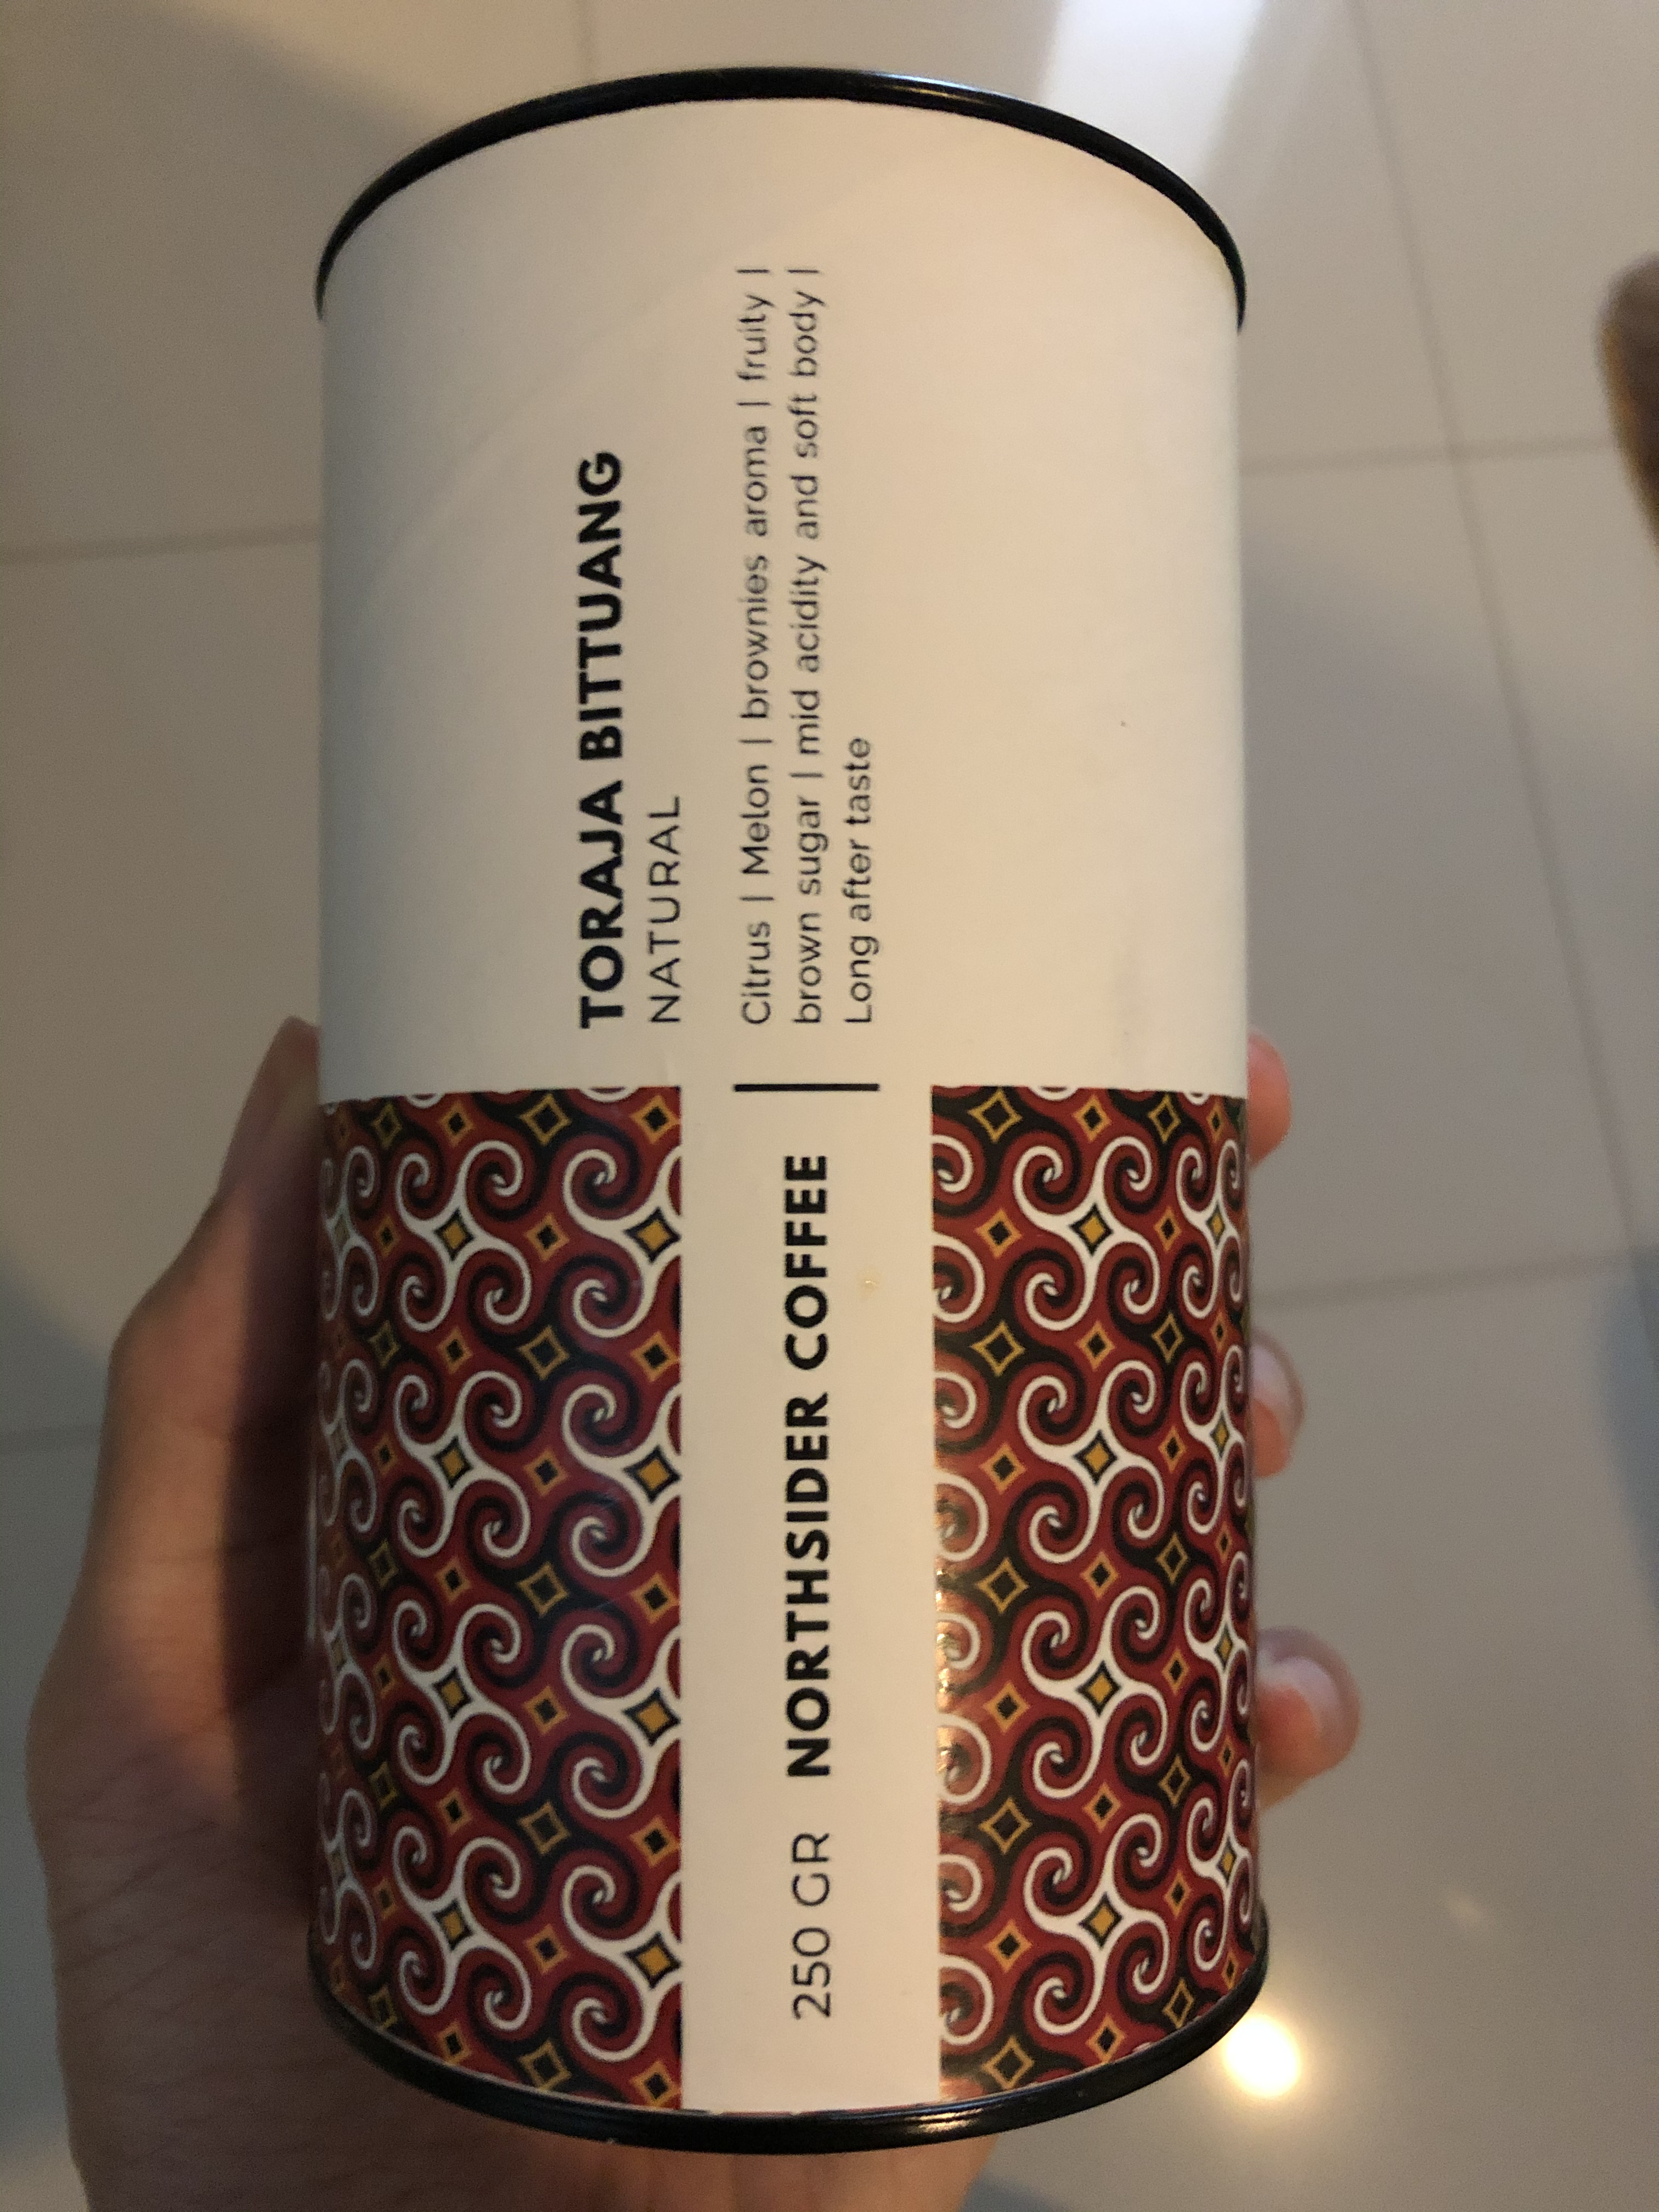 TORAJA BITTUANG
NATURAL
Citrus | Melon | brownies aroma | fruity |
brown sugar | mid acidity and soft body |
Long after taste
250 GR NORTHSIDER COFFEE